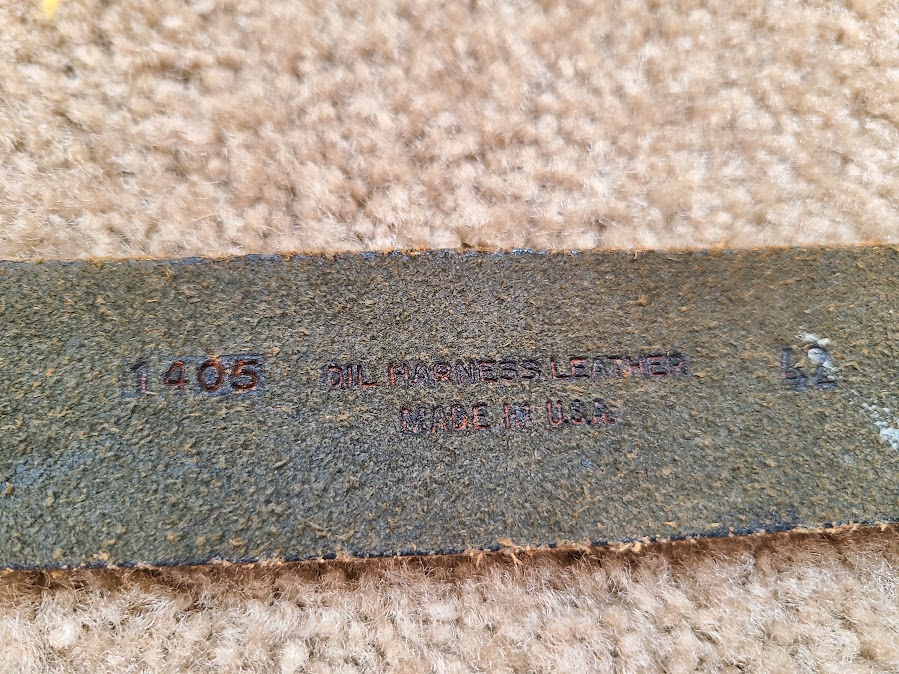 1405 OIL HARNESS LEATHER 42
MADE IN U.S.A.